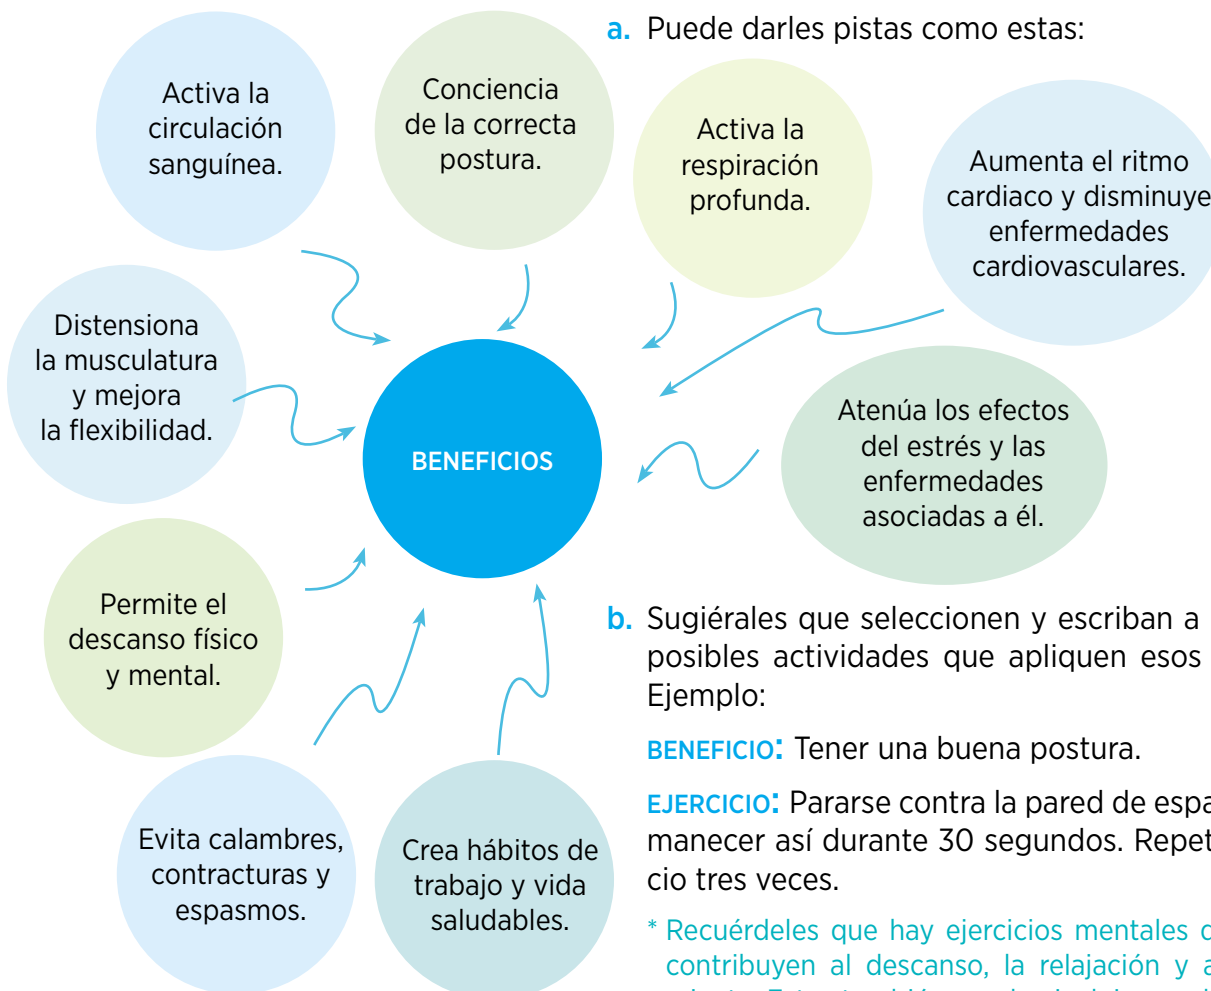 a. Puede darles pistas como estas:
Activa la
circulación
sanguínea.
Conciencia
de la correcta
postura.
Activa la
respiración
profunda.
Aumenta el ritmo
cardiaco y disminuye
enfermedades
cardiovasculares.
Distensiona
la musculatura
y mejora
la flexibilidad.
BENEFICIOS
Atenúa los efectos
del estrés y las
enfermedades
asociadas a él.
Permite el
descanso físico
y mental.
Evita calambres,
contracturas y
espasmos.
Crea hábitos de
trabajo y vida
saludables.
b. Sugiérales que seleccionen y escriban a
posibles actividades que apliquen esos
Ejemplo:
BENEFICIO: Tener una buena postura.
EJERCICIO: Pararse contra la pared de espa
manecer así durante 30 segundos. Repet
cio tres veces.
* Recuérdeles que hay ejercicios mentales
contribuyen al descanso, la relajación y